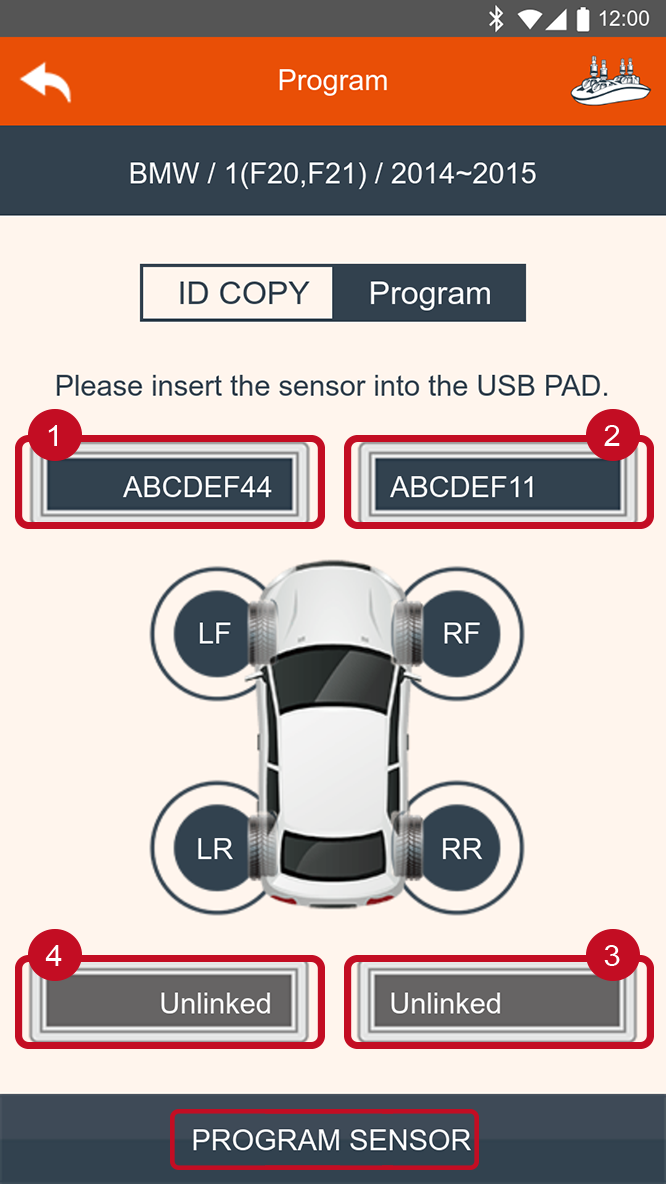 12:00
Program
BMW / 1(F20,F21) / 2014~2015
ID COPY Program
Please insert the sensor into the USB PAD.
1 2
ABCDEF44 ABCDEF11
LF RF
LR RR
4 3
Unlinked Unlinked
PROGRAM SENSOR